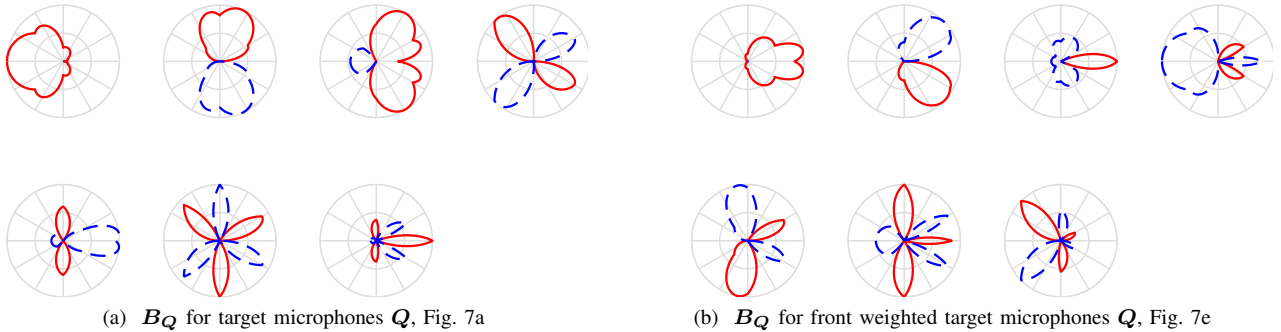 (a) B_Q for target microphones Q, Fig. 7a
(b) B_Q for front weighted target microphones Q, Fig. 7e